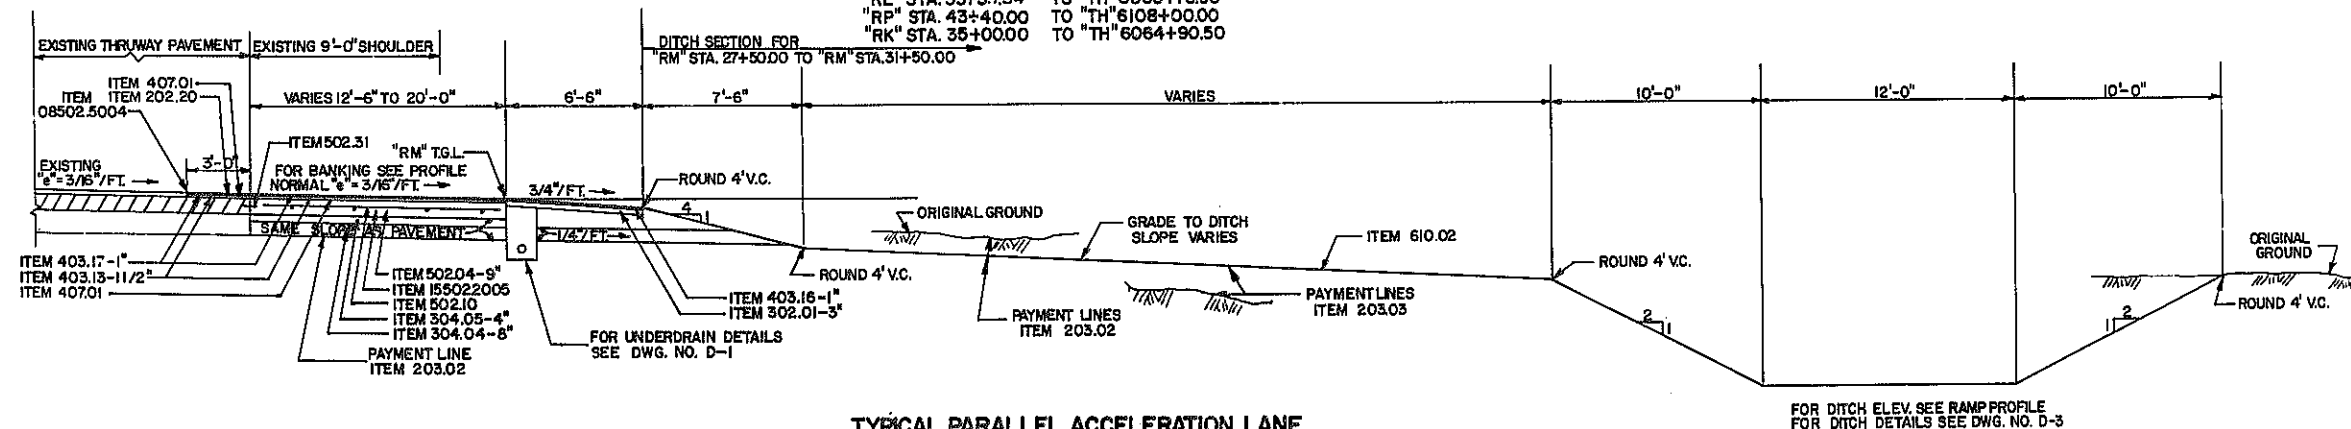 "RP" STA. 43+40.00 TO "TH" 6108+00.00
"RK" STA. 35+00.00 TO "TH" 6064+90.50
EXISTING THRUWAY PAVEMENT
EXISTING 9'-0" SHOULDER
DITCH SECTION FOR
"RM" STA. 27+50.00 TO "RM" STA. 31+50.00
ITEM 407.01
ITEM ITEM 202.20
08502.5004
VARIES 12'-6" TO 20'-0"
6'-6"
7'-6"
VARIES
10'-0"
12'-0"
10'-0"
3'-0"
ITEM 502.31
"RM" T.G.L.
EXISTING
"e"= 3/16"/FT.
FOR BANKING SEE PROFILE
NORMAL "e"= 3/16"/FT.
3/4"/FT.
ROUND 4' V.C.
4
1
SAME SLOPE AS PAVEMENT
1/4"/FT.
ORIGINAL GROUND
GRADE TO DITCH
SLOPE VARIES
ITEM 610.02
ROUND 4' V.C.
ORIGINAL
GROUND
ITEM 403.17-1"
ITEM 403.13-1 1/2"
ITEM 407.01
ITEM 502.04-9"
ITEM 155022005
ITEM 502.10
ITEM 304.05-4"
ITEM 304.04-8"
PAYMENT LINE
ITEM 203.02
ROUND 4' V.C.
ITEM 403.16-1"
ITEM 302.01-3"
FOR UNDERDRAIN DETAILS
SEE DWG. NO. D-1
PAYMENT LINES
ITEM 203.02
PAYMENT LINES
ITEM 203.03
2
1
1
2
ROUND 4' V.C.
FOR DITCH ELEV. SEE RAMP PROFILE
FOR DITCH DETAILS SEE DWG. NO. D-3
TYPICAL PARALLEL ACCELERATION LANE